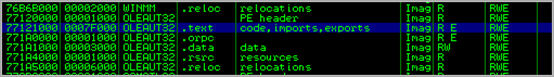 76B6B000 00002000 WINMM .reloc relocations Imag R RWE
77120000 00001000 OLEAUT32 PE header Imag R RWE
77121000 0007F000 OLEAUT32 .text code,imports,exports Imag R E RWE
771A0000 00001000 OLEAUT32 .orpc Imag R E RWE
771A1000 00003000 OLEAUT32 .data data Imag RW RWE
771A4000 00001000 OLEAUT32 .rsrc resources Imag R RWE
771A5000 00006000 OLEAUT32 .reloc relocations Imag R RWE